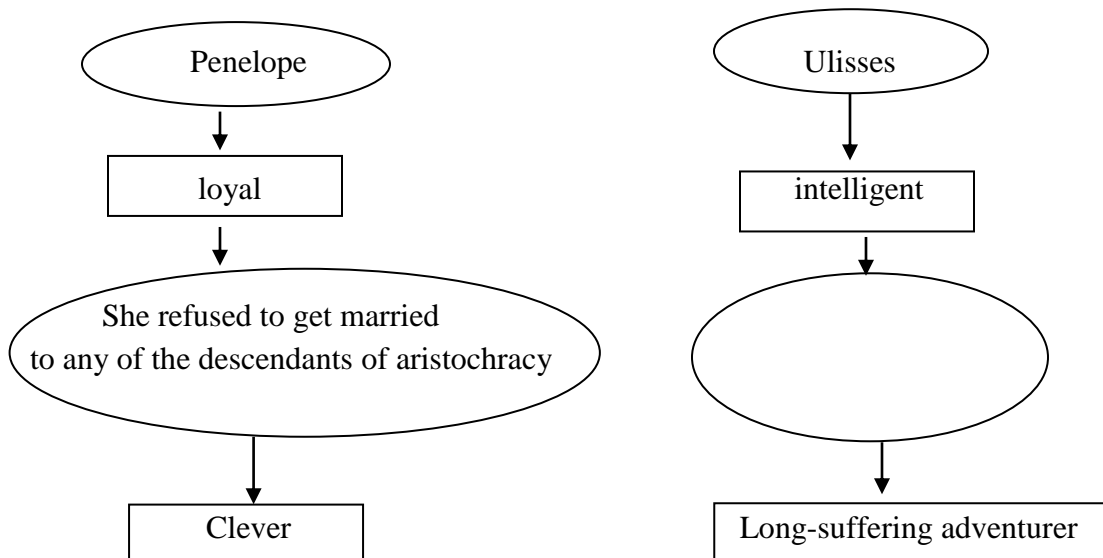 Penelope
loyal
She refused to get married
to any of the descendants of aristochracy
Clever
Ulisses
intelligent
Long-suffering adventurer